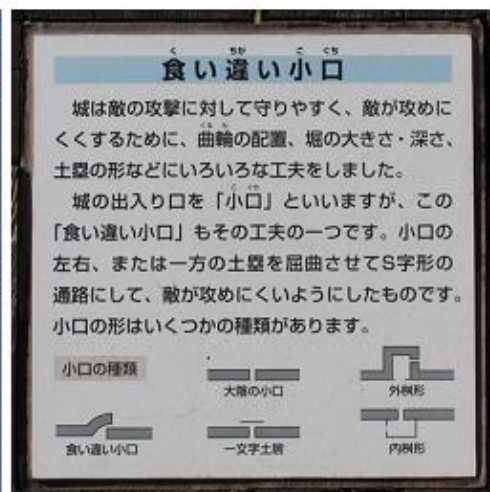 く ちが こ ぐち
食い違い小口
城は敵の攻撃に対して守りやすく、敵が攻めに
くくするために、曲輪の配置、堀の大きさ・深さ、
土塁の形などにいろいろな工夫をしました。
城の出入り口を「小口」といいますが、この
「食い違い小口」もその工夫の一つです。小口の
左右、または一方の土塁を屈曲させてS字形の
通路にして、敵が攻めにくいようにしたものです。
小口の形はいくつかの種類があります。
小口の種類
大陰の小口
外桝形
食い違い小口
一文字土居
内桝形